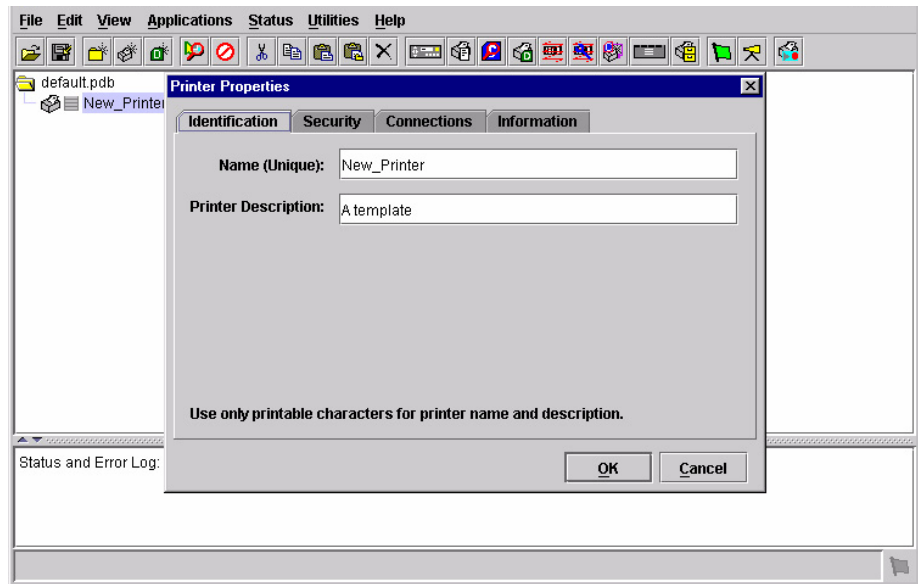 File Edit View Applications Status Utilities Help
default.pdb
New_Printer
Printer Properties
Identification Security Connections Information
Name (Unique): New_Printer
Printer Description: A template
Use only printable characters for printer name and description.
OK Cancel
Status and Error Log: